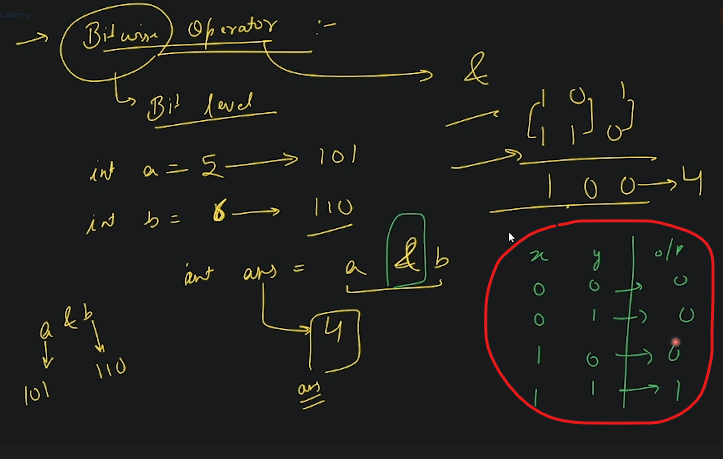 → Bitwise Operator :-
&
Bit level
1 0 1
1 1 0
1 0 0 → 4
int a = 5 → 101
int b = 6 → 110
int ans = a & b
4
ans
a & b
101 110
x y o/p
0 0 → 0
0 1 → 0
1 0 → 0
1 1 → 1